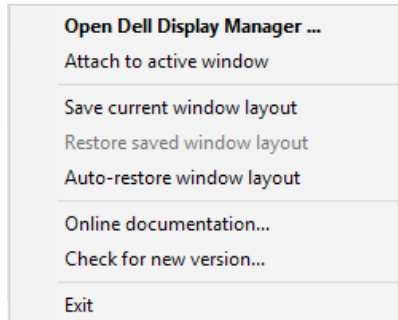 Open Dell Display Manager ...
Attach to active window
Save current window layout
Restore saved window layout
Auto-restore window layout
Online documentation...
Check for new version...
Exit